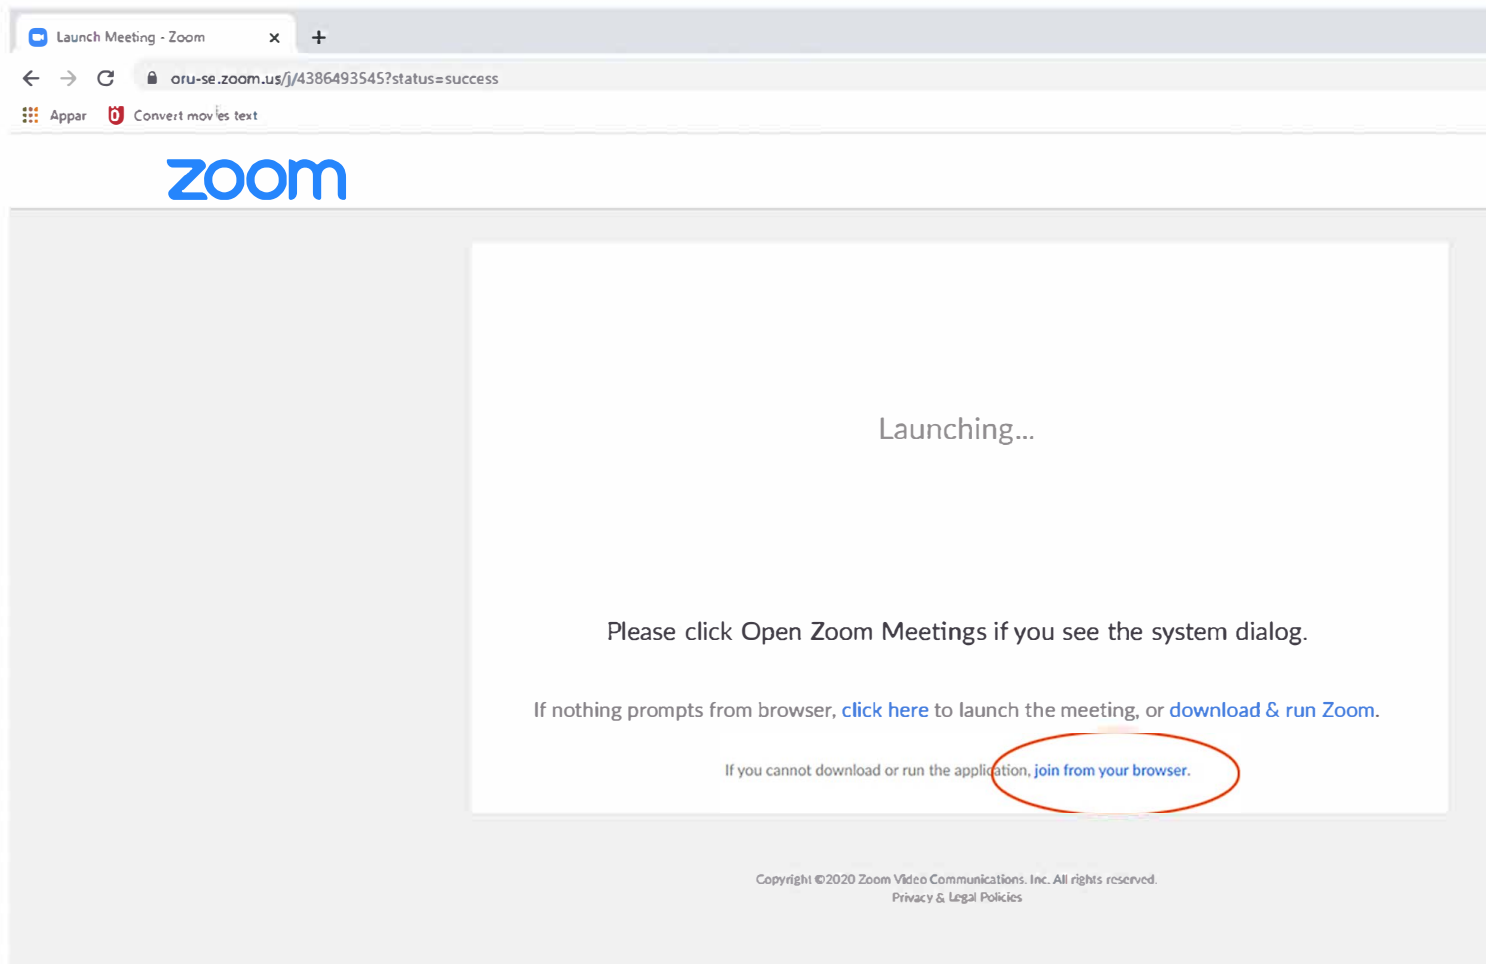 Launch Meeting - Zoom
oru-se.zoom.us/j/4386493545?status=success
Appar Convert movies text
zoom
Launching...
Please click Open Zoom Meetings if you see the system dialog.
If nothing prompts from browser, click here to launch the meeting, or download & run Zoom.
If you cannot download or run the application, join from your browser.
Copyright ©2020 Zoom Video Communications. Inc. All rights reserved.
Privacy & Legal Policies